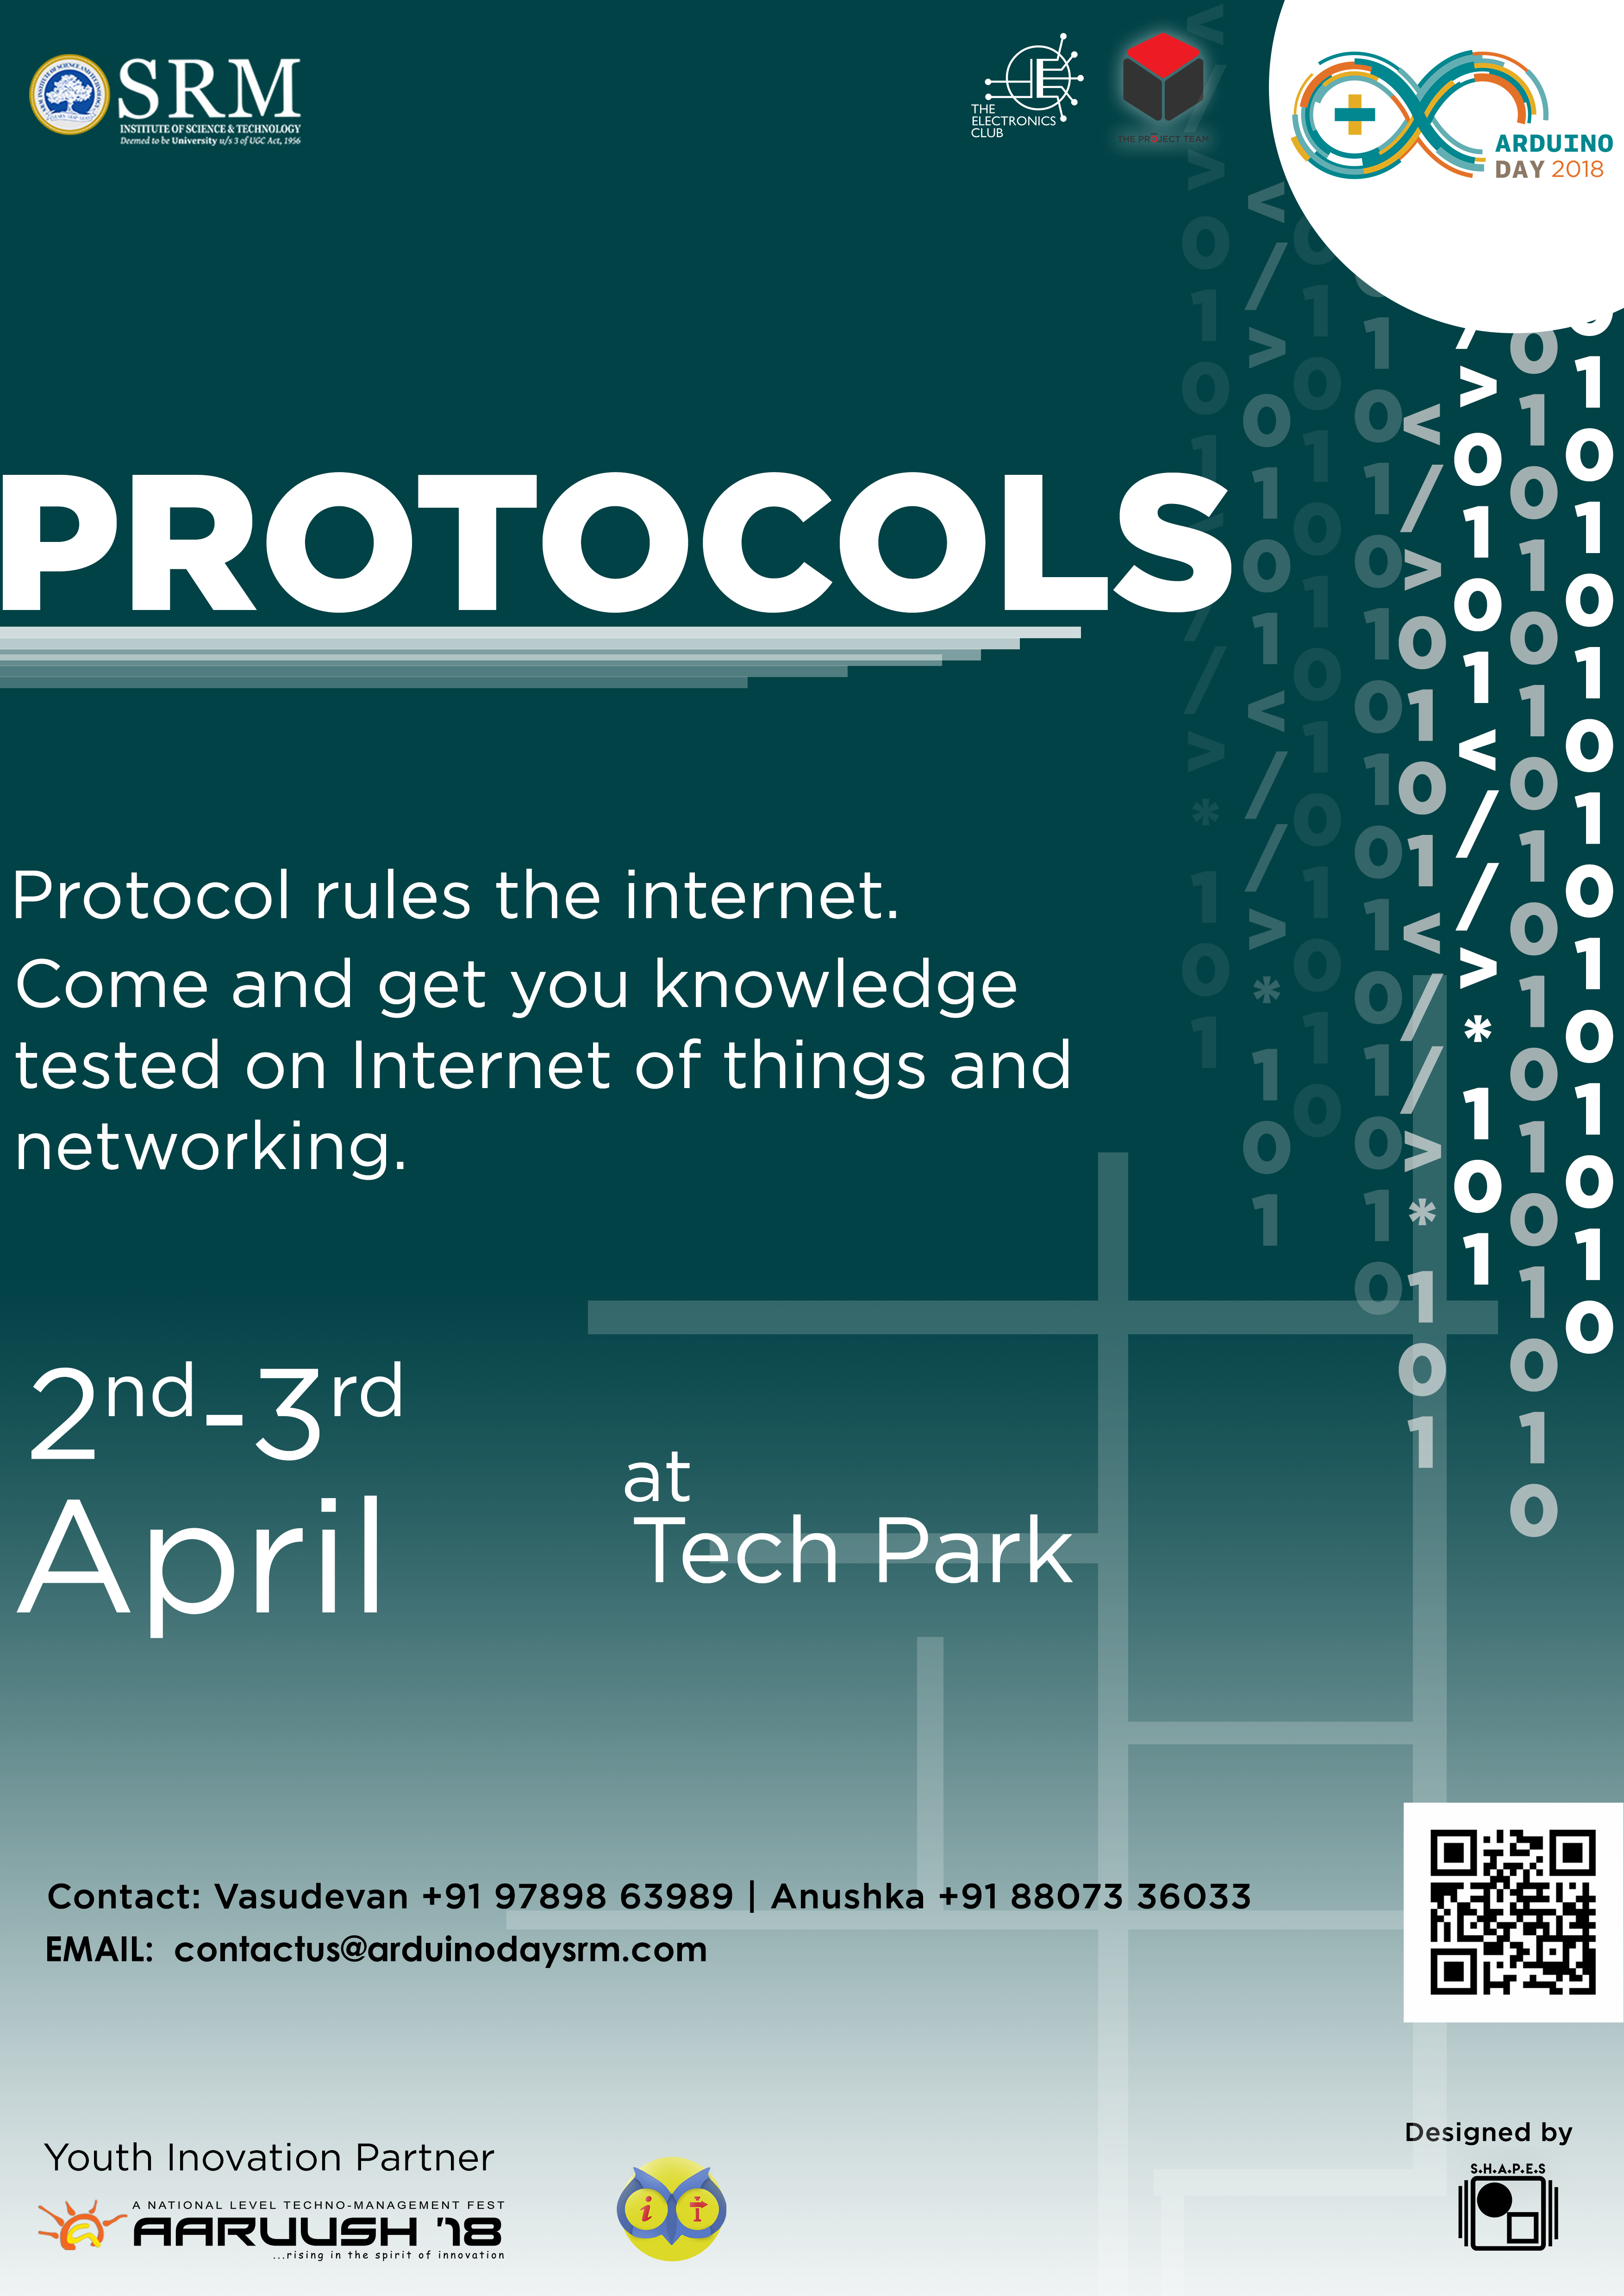 SRM
INSTITUTE OF SCIENCE & TECHNOLOGY
Deemed to be University u/s 3 of UGC Act, 1956
THE
ELECTRONICS
CLUB
THE PROJECT TEAM
ARDUINO
DAY 2018
PROTOCOLS
Protocol rules the internet.
Come and get you knowledge
tested on Internet of things and
networking.
2nd-3rd
April
at
Tech Park
Contact: Vasudevan +91 97898 63989 | Anushka +91 88073 36033
EMAIL: contactus@arduinodaysrm.com
Youth Inovation Partner
A NATIONAL LEVEL TECHNO-MANAGEMENT FEST
AARUUSH '18
...rising in the spirit of innovation
i T
Designed by
S.H.A.P.E.S